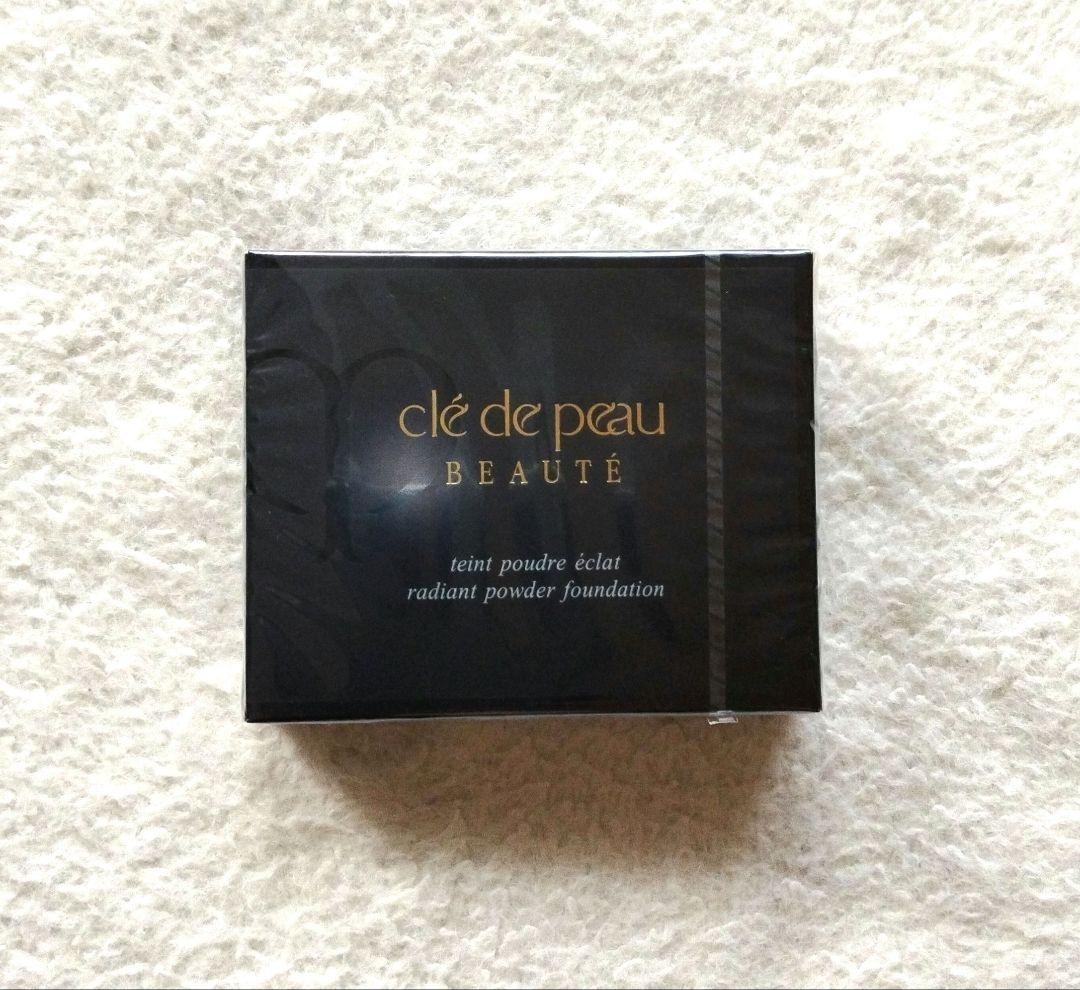 clé de peau
BEAUTÉ
teint poudre éclat
radiant powder foundation